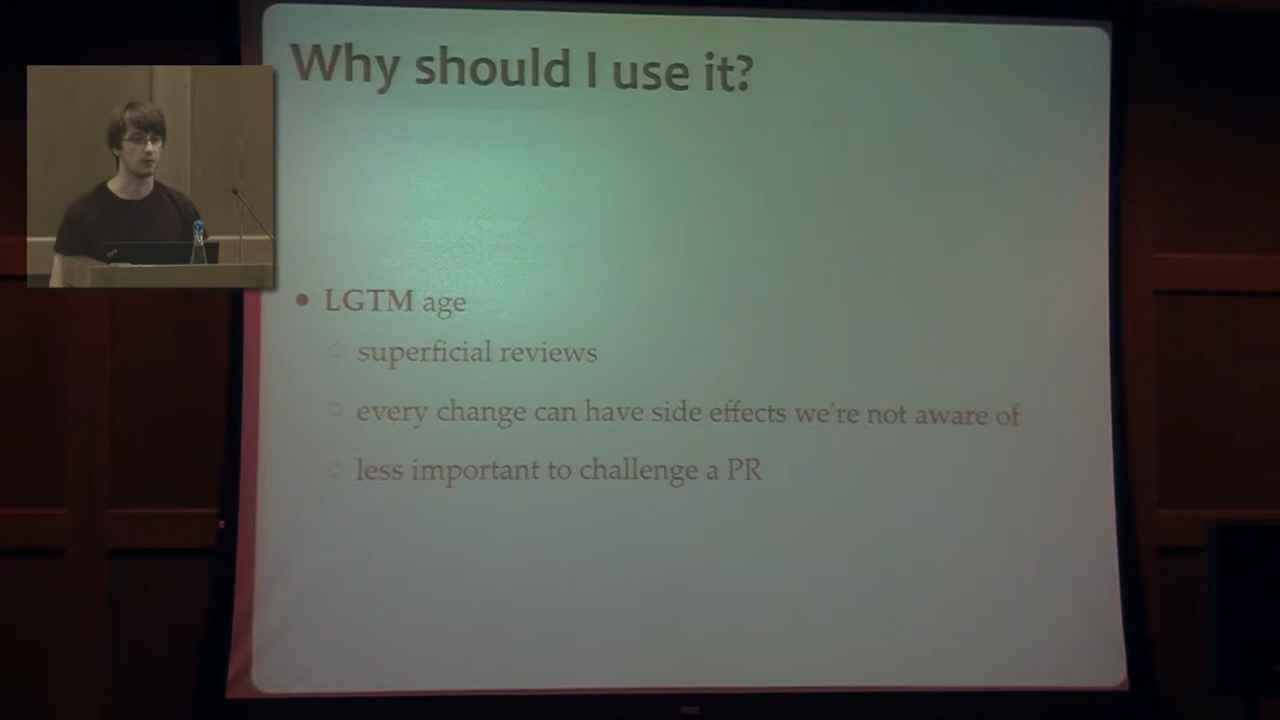 Why should I use it?
LGTM age
superficial reviews
every change can have side effects we're not aware of
less important to challenge a PR